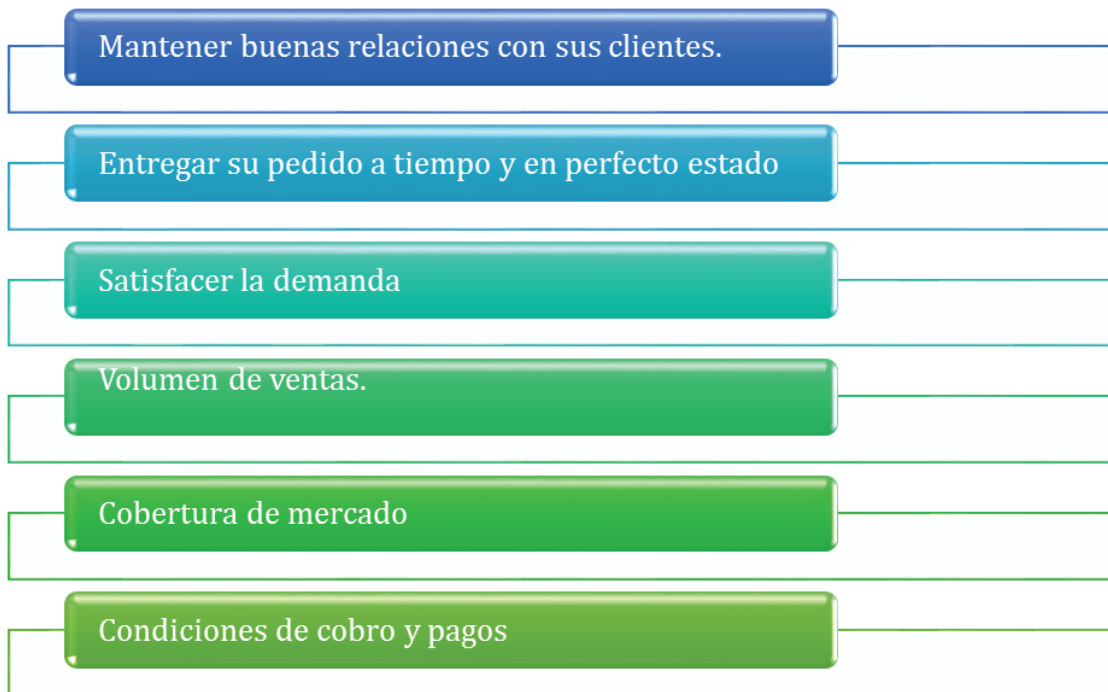 Mantener buenas relaciones con sus clientes.
Entregar su pedido a tiempo y en perfecto estado
Satisfacer la demanda
Volumen de ventas.
Cobertura de mercado
Condiciones de cobro y pagos